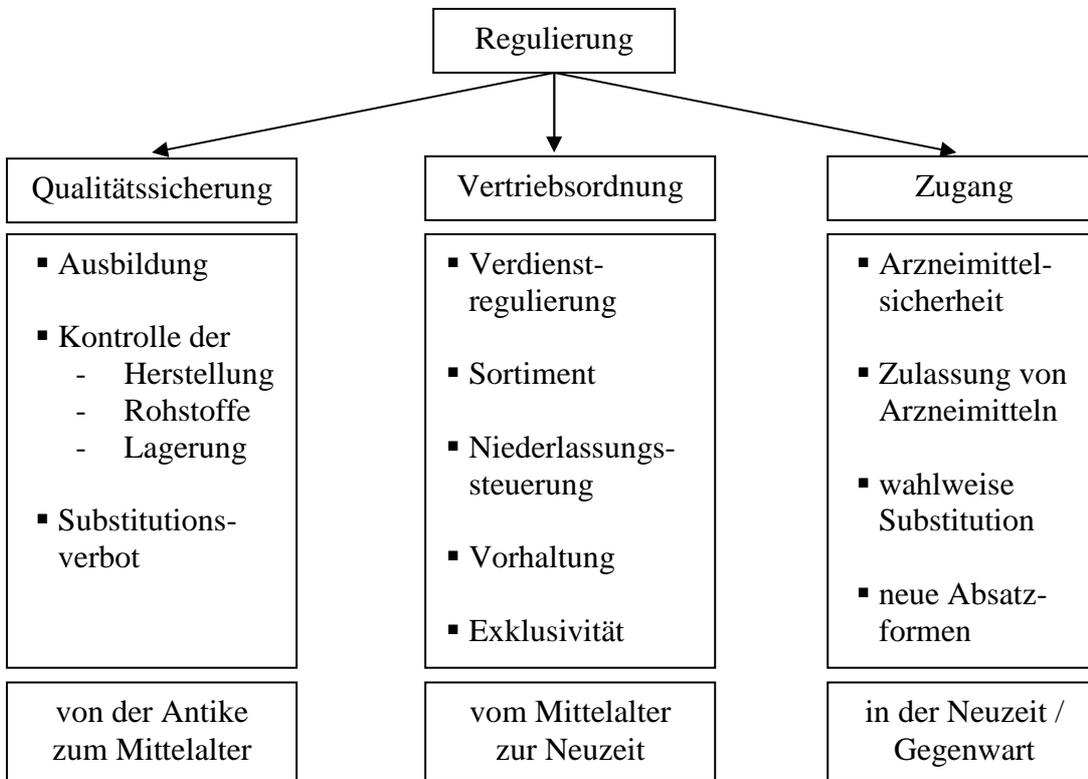 Regulierung
Qualitätssicherung
▪ Ausbildung
▪ Kontrolle der
- Herstellung
- Rohstoffe
- Lagerung
▪ Substitutions-
verbot
von der Antike
zum Mittelalter
Vertriebsordnung
▪ Verdienst-
regulierung
▪ Sortiment
▪ Niederlassungs-
steuerung
▪ Vorhaltung
▪ Exklusivität
vom Mittelalter
zur Neuzeit
Zugang
▪ Arzneimittel-
sicherheit
▪ Zulassung von
Arzneimitteln
▪ wahlweise
Substitution
▪ neue Absatz-
formen
in der Neuzeit /
Gegenwart